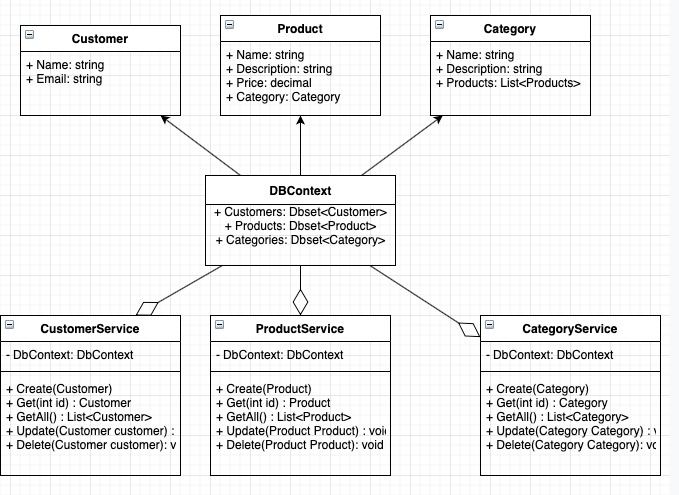 Customer
+ Name: string
+ Email: string
Product
+ Name: string
+ Description: string
+ Price: decimal
+ Category: Category
Category
+ Name: string
+ Description: string
+ Products: List<Products>
DBContext
+ Customers: Dbset<Customer>
+ Products: Dbset<Product>
+ Categories: Dbset<Category>
CustomerService
- DbContext: DbContext
+ Create(Customer)
+ Get(int id) : Customer
+ GetAll() : List<Customer>
+ Update(Customer customer) :
+ Delete(Customer customer): v
ProductService
- DbContext: DbContext
+ Create(Product)
+ Get(int id) : Product
+ GetAll() : List<Product>
+ Update(Product Product) : voi
+ Delete(Product Product): void
CategoryService
- DbContext: DbContext
+ Create(Category)
+ Get(int id) : Category
+ GetAll() : List<Category>
+ Update(Category Category) :
+ Delete(Category Category): v